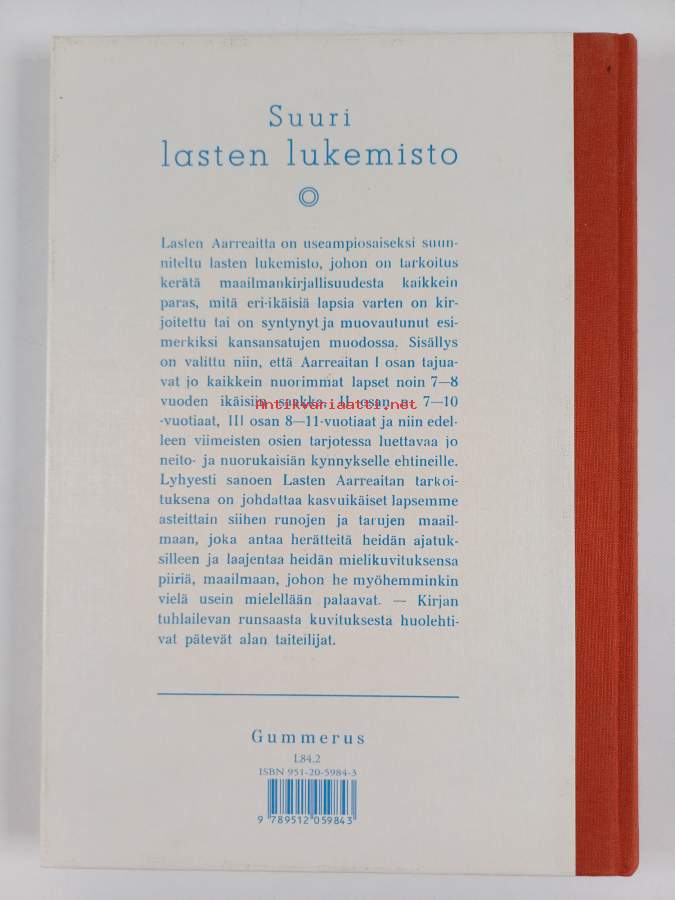 Suuri
lasten lukemisto
Lasten Aarreaitta on useampiosaiseksi suun-
niteltu lasten lukemisto, johon on tarkoitus
kerätä maailmankirjallisuudesta kaikkein
paras, mitä eri-ikäisiä lapsia varten on kir-
joitettu tai on syntynyt ja muovautunut esi-
merkiksi kansansatujen muodossa. Sisällys
on valittu niin, että Aarreaitan I osan tajua-
vat jo kaikkein nuorimmat lapset noin 7—8
vuoden ikäisiin saakka, II osan n. 7—10
Antikvariaatti.net
-vuotiaat, III osan 8—11-vuotiaat ja niin edel-
leen viimeisten osien tarjotessa luettavaa jo
neito- ja nuorukaisiän kynnykselle ehtineille.
Lyhyesti sanoen Lasten Aarreaitan tarkoi-
tuksena on johdattaa kasvuikäiset lapsemme
asteittain siihen runojen ja tarujen maail-
maan, joka antaa herätteitä heidän ajatuk-
silleen ja laajentaa heidän mielikuvituksensa
piiriä, maailmaan, johon he myöhemminkin
vielä usein mielellään palaavat. — Kirjan
tuhlailevan runsaasta kuvituksesta huolehti-
vat pätevät alan taiteilijat.
Gummerus
L84.2
ISBN 951-20-5984-3
9 789512 059843